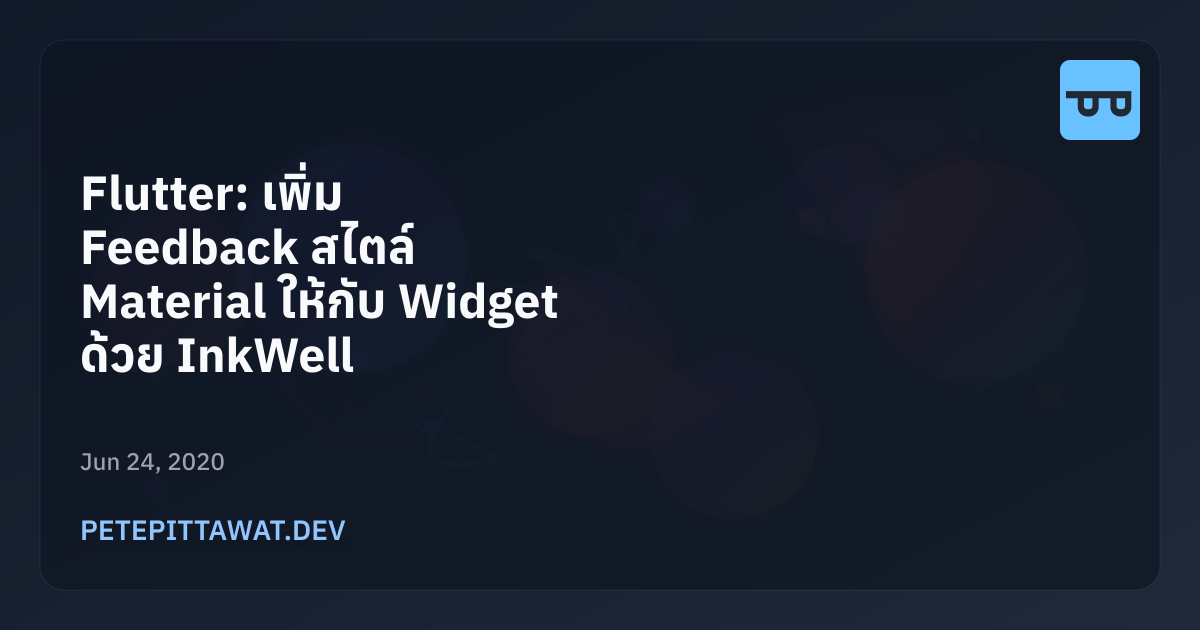 Flutter: เพิ่ม
Feedback สไตล์
Material ให้กับ Widget
ด้วย InkWell
Jun 24, 2020
PETEPITTAWAT.DEV